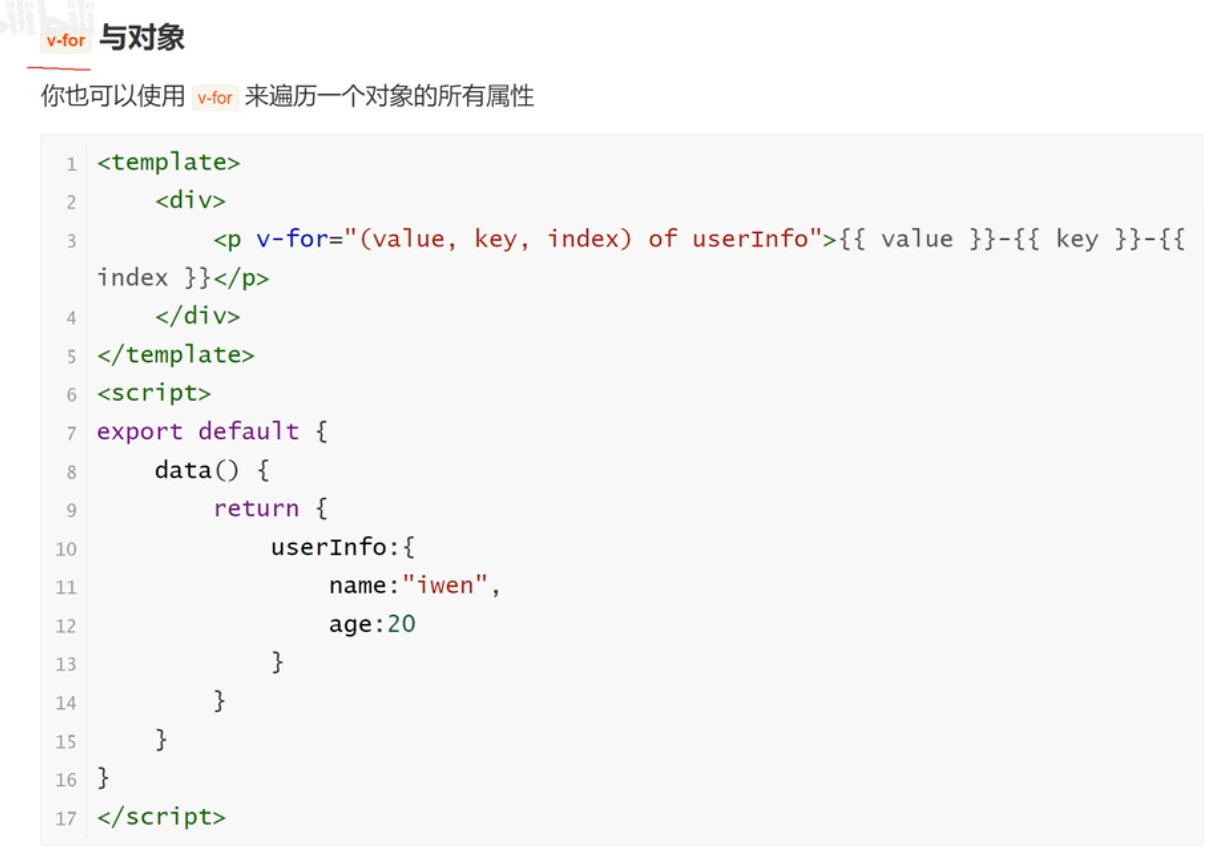 v-for 与对象
你也可以使用 v-for 来遍历一个对象的所有属性
1 <template>
2     <div>
3         <p v-for="(value, key, index) of userInfo">{{ value }}-{{ key }}-{{
index }}</p>
4     </div>
5 </template>
6 <script>
7 export default {
8     data() {
9         return {
10             userInfo:{
11                 name:"iwen",
12                 age:20
13             }
14         }
15     }
16 }
17 </script>